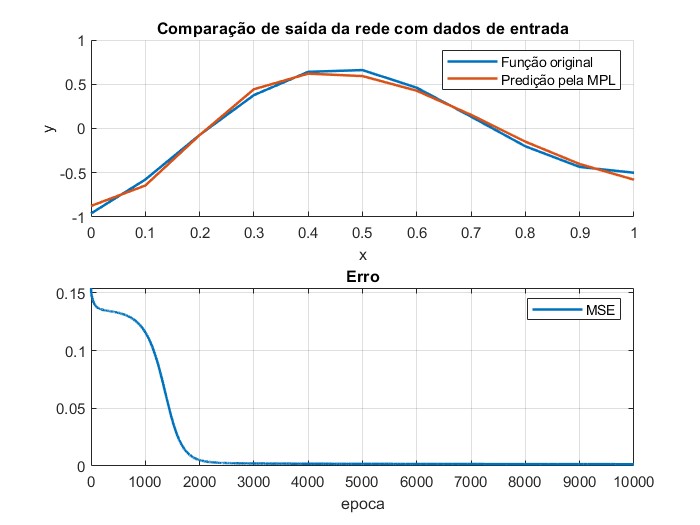 Comparação de saída da rede com dados de entrada
1
0.5
0
-0.5
-1
y
Função original
Predição pela MPL
0 0.1 0.2 0.3 0.4 0.5 0.6 0.7 0.8 0.9 1
x
Erro
0.15
0.1
0.05
0
MSE
0 1000 2000 3000 4000 5000 6000 7000 8000 9000 10000
epoca